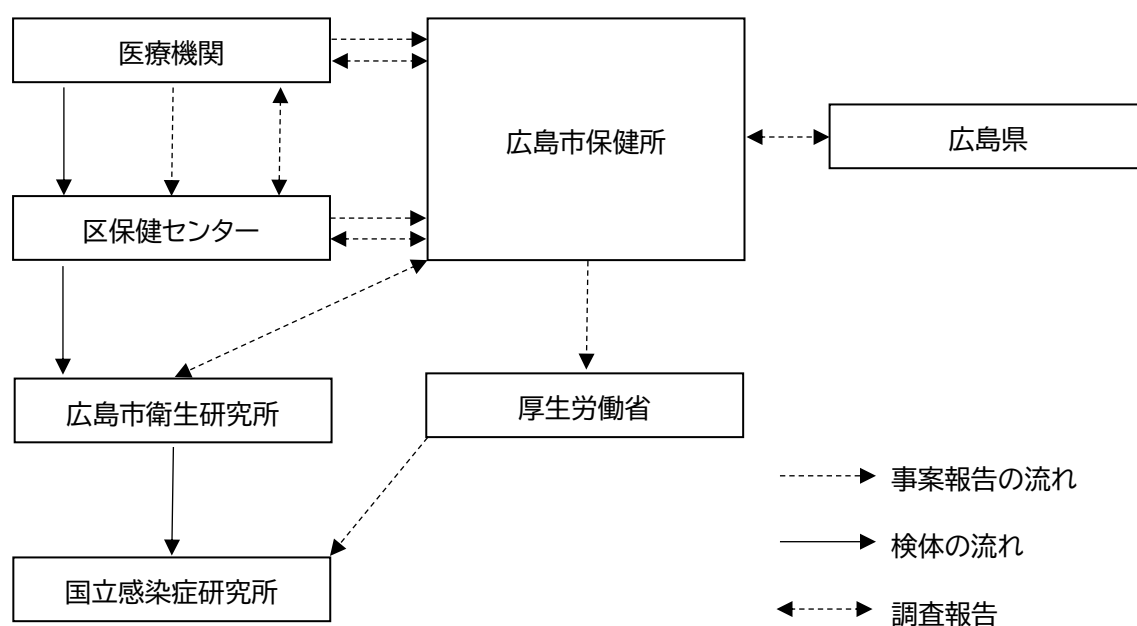 医療機関
広島市保健所
広島県
区保健センター
広島市衛生研究所
厚生労働省
国立感染症研究所
事案報告の流れ
検体の流れ
調査報告